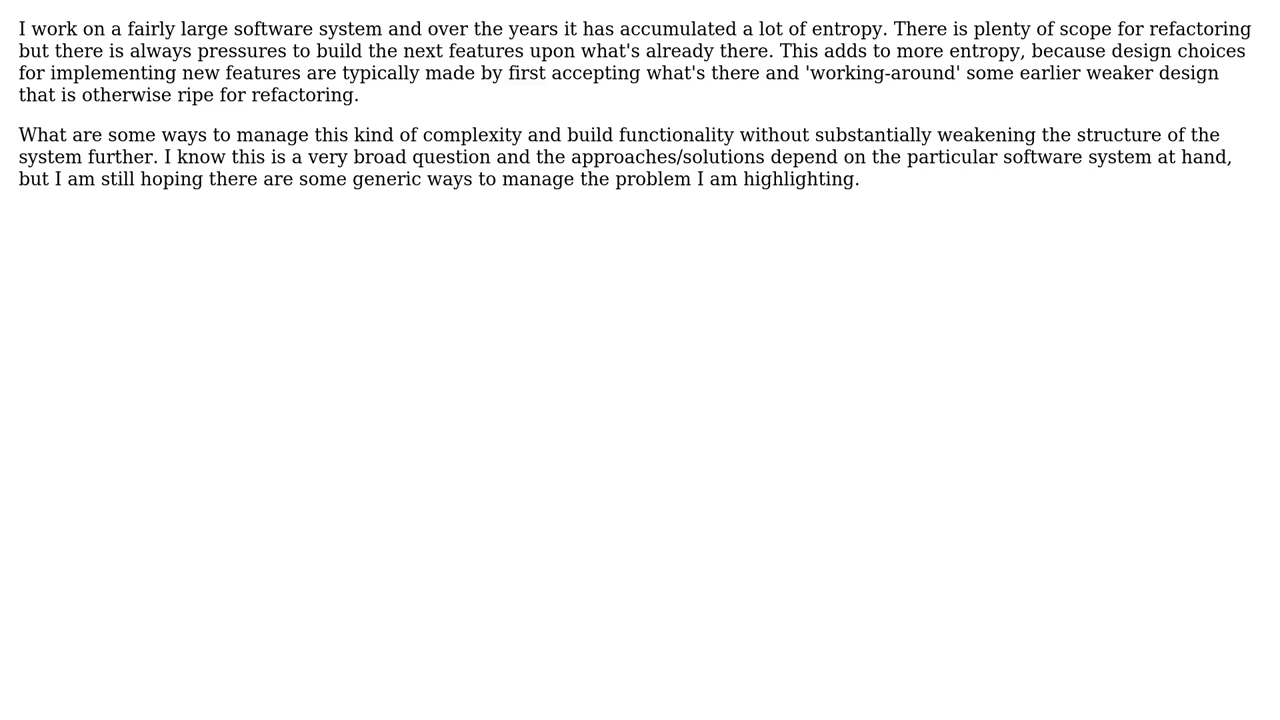 I work on a fairly large software system and over the years it has accumulated a lot of entropy. There is plenty of scope for refactoring
but there is always pressures to build the next features upon what's already there. This adds to more entropy, because design choices
for implementing new features are typically made by first accepting what's there and 'working-around' some earlier weaker design
that is otherwise ripe for refactoring.
What are some ways to manage this kind of complexity and build functionality without substantially weakening the structure of the
system further. I know this is a very broad question and the approaches/solutions depend on the particular software system at hand,
but I am still hoping there are some generic ways to manage the problem I am highlighting.